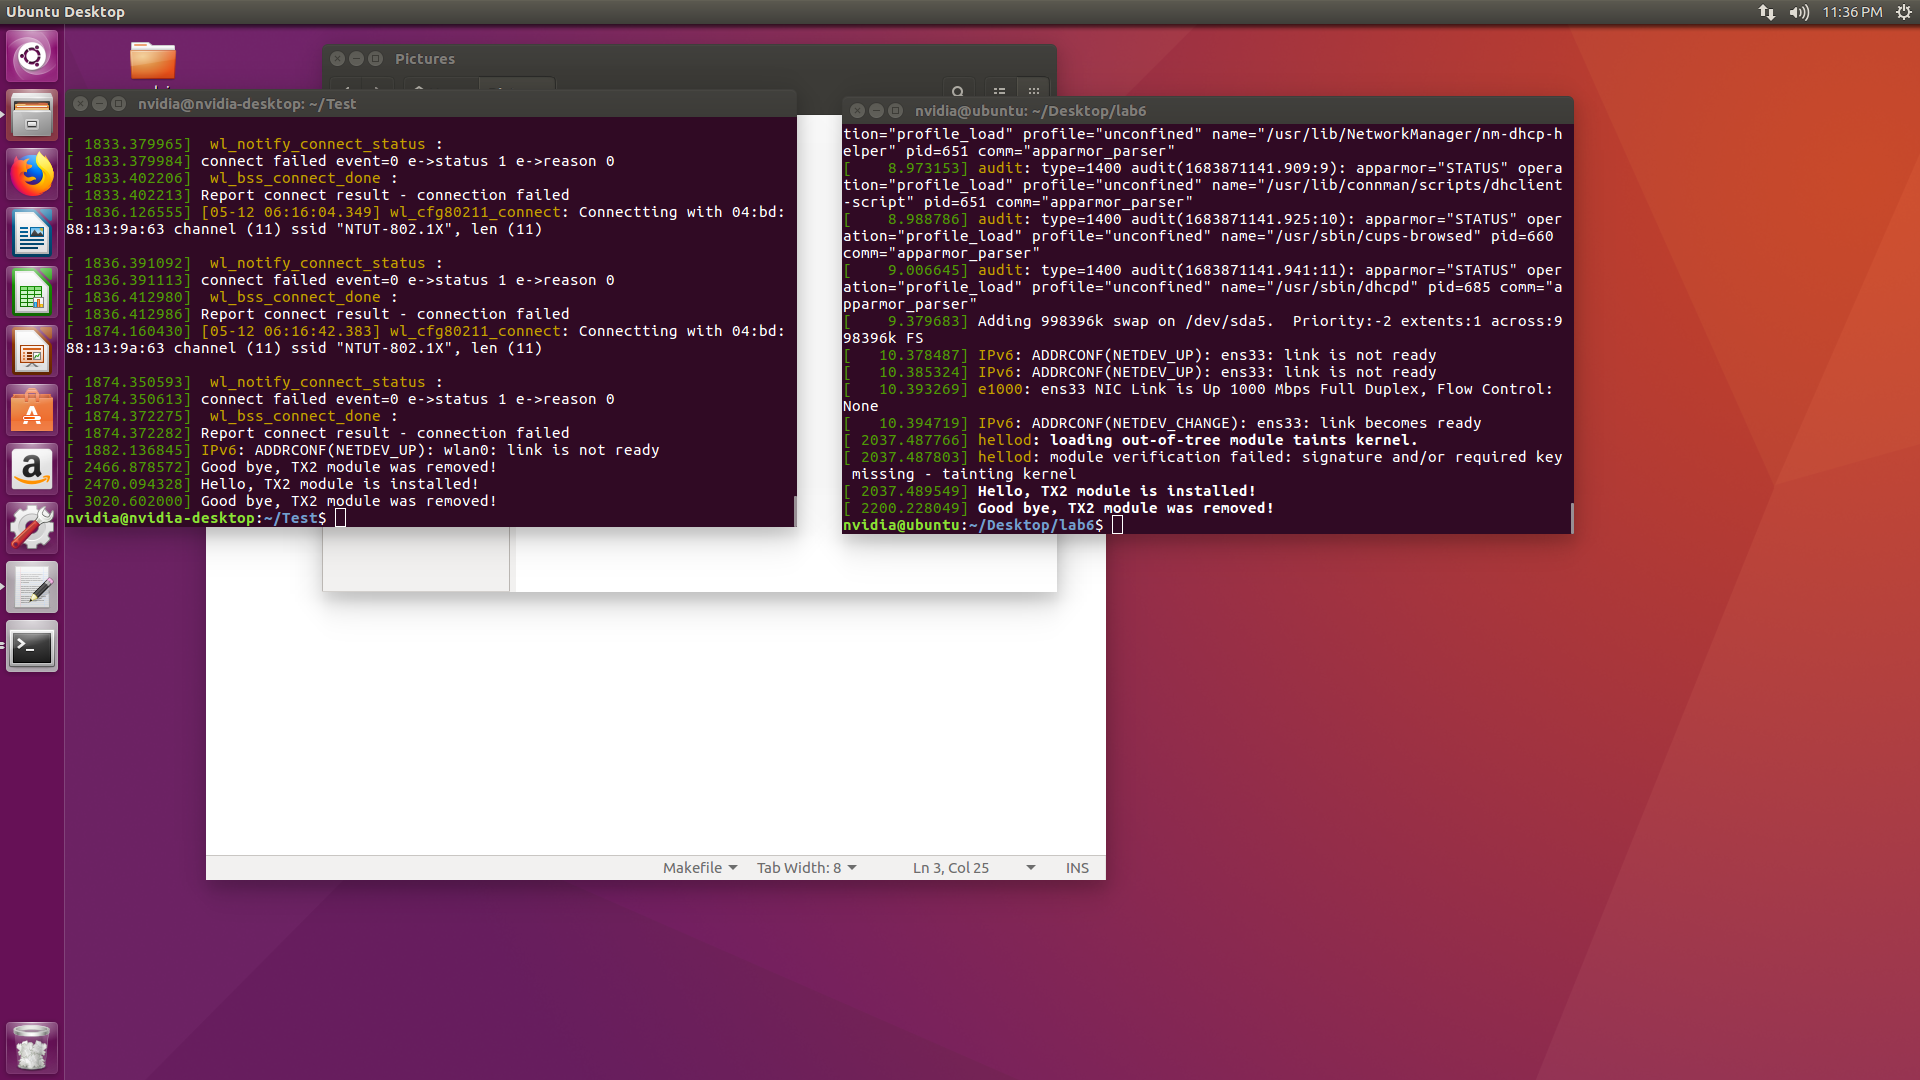 Ubuntu Desktop
11:36 PM
Pictures
nvidia@nvidia-desktop: ~/Test
[ 1833.379965]  wl_notify_connect_status :
[ 1833.379984] connect failed event=0 e->status 1 e->reason 0
[ 1833.402206]  wl_bss_connect_done :
[ 1833.402213] Report connect result - connection failed
[ 1836.126555] [05-12 06:16:04.349] wl_cfg80211_connect: Connectting with 04:bd:
88:13:9a:63 channel (11) ssid "NTUT-802.1X", len (11)
[ 1836.391092]  wl_notify_connect_status :
[ 1836.391113] connect failed event=0 e->status 1 e->reason 0
[ 1836.412980]  wl_bss_connect_done :
[ 1836.412986] Report connect result - connection failed
[ 1874.160430] [05-12 06:16:42.383] wl_cfg80211_connect: Connectting with 04:bd:
88:13:9a:63 channel (11) ssid "NTUT-802.1X", len (11)
[ 1874.350593]  wl_notify_connect_status :
[ 1874.350613] connect failed event=0 e->status 1 e->reason 0
[ 1874.372275]  wl_bss_connect_done :
[ 1874.372282] Report connect result - connection failed
[ 1882.136845] IPv6: ADDRCONF(NETDEV_UP): wlan0: link is not ready
[ 2466.878572] Good bye, TX2 module was removed!
[ 2470.094328] Hello, TX2 module is installed!
[ 3020.602000] Good bye, TX2 module was removed!
nvidia@nvidia-desktop:~/Test$
nvidia@ubuntu: ~/Desktop/lab6
tion="profile_load" profile="unconfined" name="/usr/lib/NetworkManager/nm-dhcp-h
elper" pid=651 comm="apparmor_parser"
[    8.973153] audit: type=1400 audit(1683871141.909:9): apparmor="STATUS" opera
tion="profile_load" profile="unconfined" name="/usr/lib/connman/scripts/dhclient
-script" pid=651 comm="apparmor_parser"
[    8.988786] audit: type=1400 audit(1683871141.925:10): apparmor="STATUS" oper
ation="profile_load" profile="unconfined" name="/usr/sbin/cups-browsed" pid=660
comm="apparmor_parser"
[    9.006645] audit: type=1400 audit(1683871141.941:11): apparmor="STATUS" oper
ation="profile_load" profile="unconfined" name="/usr/sbin/dhcpd" pid=685 comm="a
pparmor_parser"
[    9.379683] Adding 998396k swap on /dev/sda5.  Priority:-2 extents:1 across:9
98396k FS
[   10.378487] IPv6: ADDRCONF(NETDEV_UP): ens33: link is not ready
[   10.385324] IPv6: ADDRCONF(NETDEV_UP): ens33: link is not ready
[   10.393269] e1000: ens33 NIC Link is Up 1000 Mbps Full Duplex, Flow Control:
None
[   10.394719] IPv6: ADDRCONF(NETDEV_CHANGE): ens33: link becomes ready
[ 2037.487766] hellod: loading out-of-tree module taints kernel.
[ 2037.487803] hellod: module verification failed: signature and/or required key
 missing - tainting kernel
[ 2037.489549] Hello, TX2 module is installed!
[ 2200.228049] Good bye, TX2 module was removed!
nvidia@ubuntu:~/Desktop/lab6$
Makefile
Tab Width: 8
Ln 3, Col 25
INS